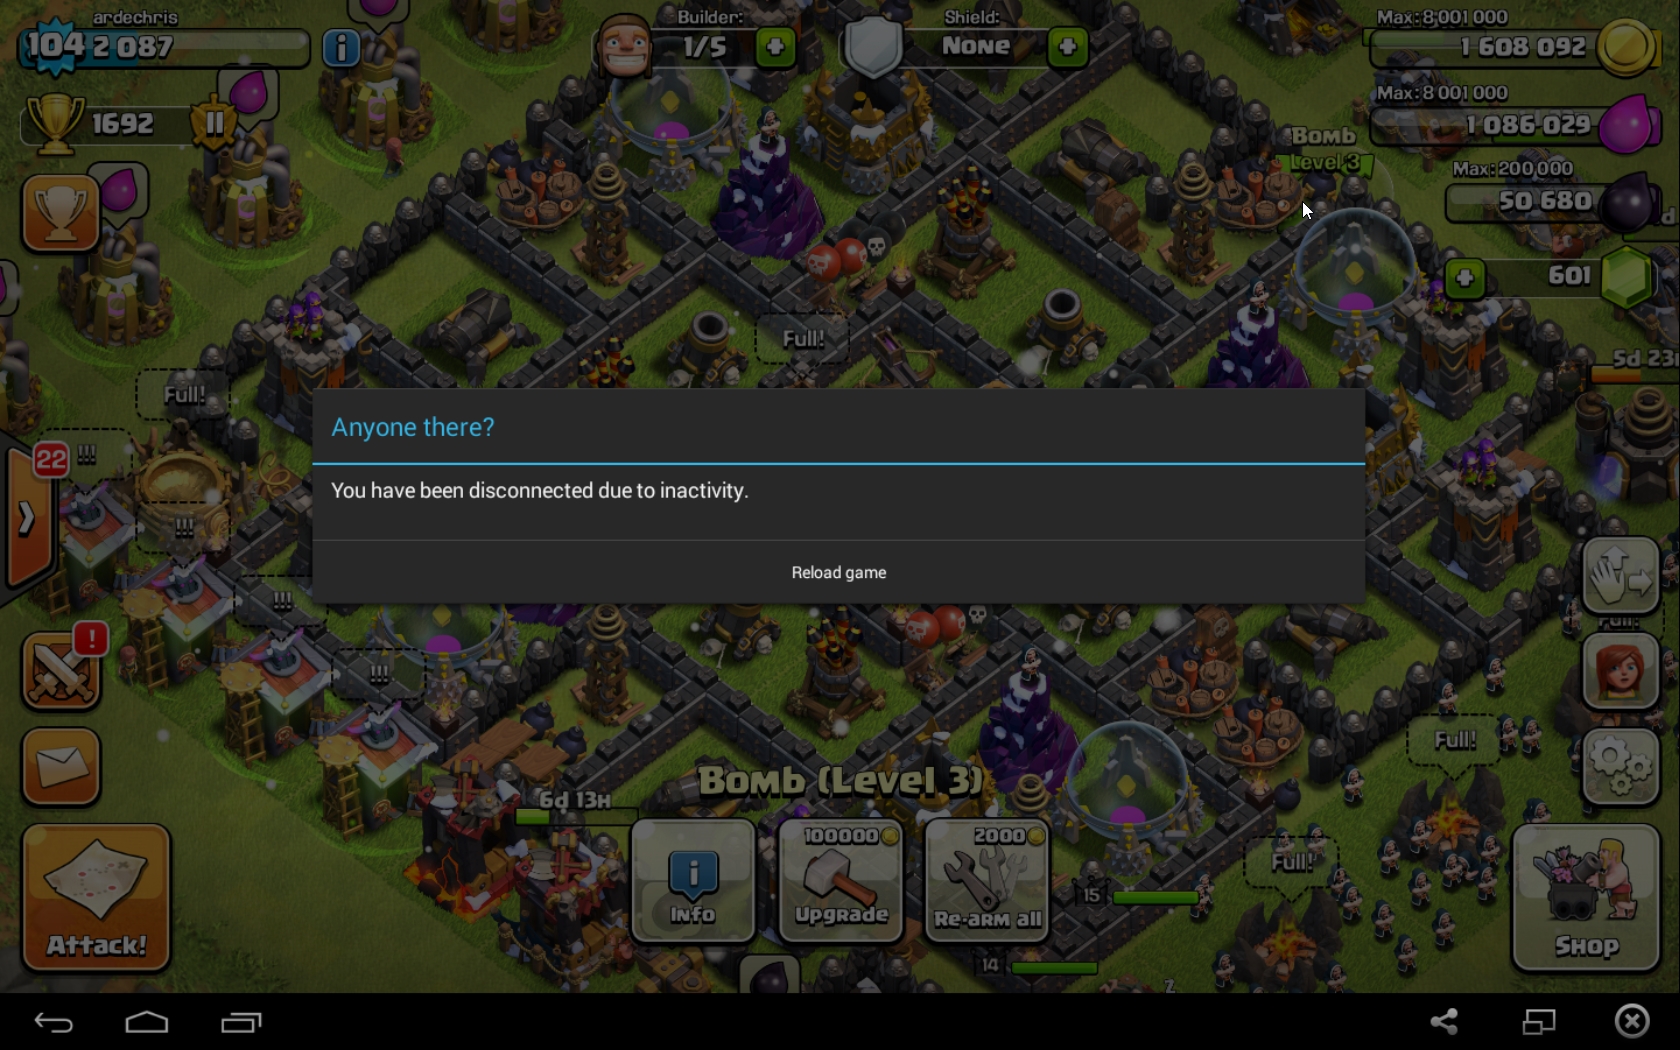 ardechris
104
2 087
Builder:
1/5
Shield:
None
Max: 8 001 000
1 608 092
1692
Max: 8 001 000
1 086 029
Bomb
Level 3
Max: 200 000
50 680
601
Full!
5d 23
Full!
22
!!!
Anyone there?
You have been disconnected due to inactivity.
!!!
Reload game
!!!
!
!!!
Full!
Bomb (Level 3)
6d 13H
100000
2000
Full!
Info
Upgrade
Re-arm all
15
Attack!
Shop
14